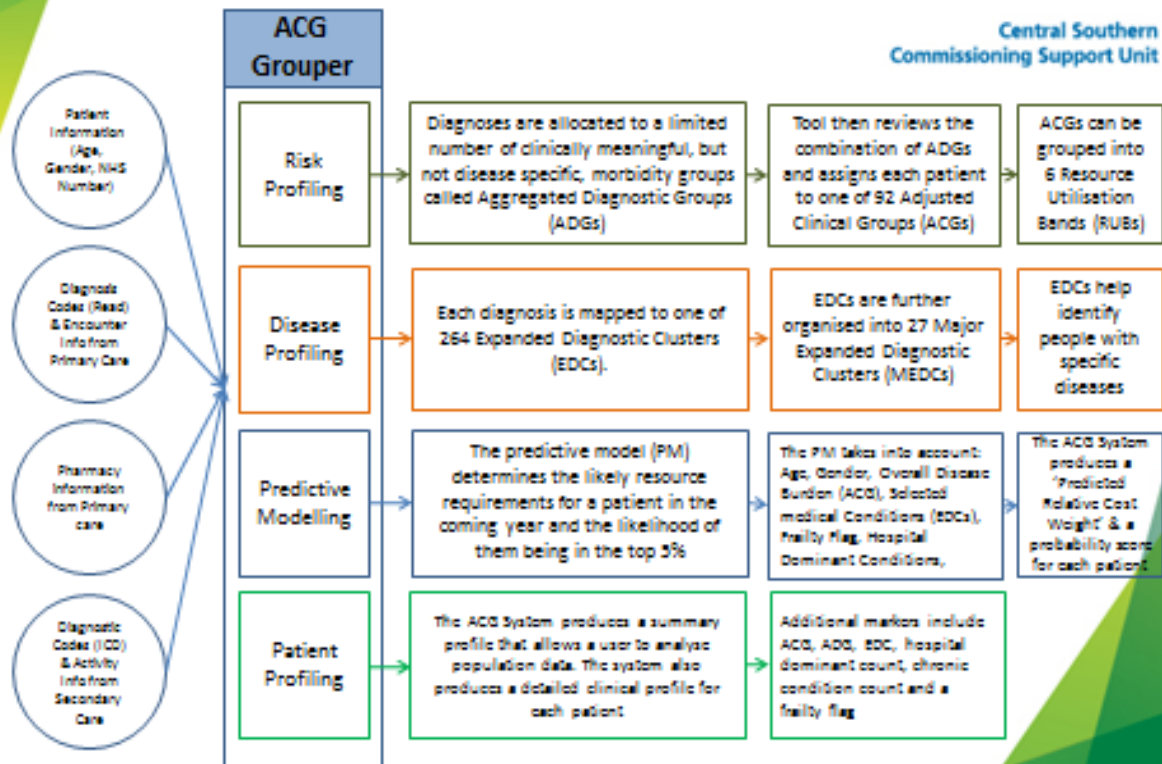 ACG
Grouper
Central Southern
Commissioning Support Unit
Patient
Information
(Age,
Gender, NHS
Number)
Diagnosis
Codes (Read)
& Encounter
Info from
Primary Care
Pharmacy
Information
from Primary
care
Diagnostic
Codes (ICD)
& Activity
Info from
Secondary
Care
Risk
Profiling
Diagnoses are allocated to a limited
number of clinically meaningful, but
not disease specific, morbidity groups
called Aggregated Diagnostic Groups
(ADGs)
Tool then reviews the
combination of ADGs
and assigns each patient
to one of 92 Adjusted
Clinical Groups (ACGs)
ACGs can be
grouped into
6 Resource
Utilisation
Bands (RUBs)
Disease
Profiling
Each diagnosis is mapped to one of
264 Expanded Diagnostic Clusters
(EDCs).
EDCs are further
organised into 27 Major
Expanded Diagnostic
Clusters (MEDCs)
EDCs help
identify
people with
specific
diseases
Predictive
Modelling
The predictive model (PM)
determines the likely resource
requirements for a patient in the
coming year and the likelihood of
them being in the top 5%
The PM takes into account:
Age, Gender, Overall Disease
Burden (ACG), Selected
medical Conditions (EDCs),
Frailty Flag, Hospital
Dominant Conditions,
The ACG System
produces a
'Predicted
Relative Cost
Weight' & a
probability score
for each patient
Patient
Profiling
The ACG System produces a summary
profile that allows a user to analyse
population data. The system also
produces a detailed clinical profile for
each patient
Additional markers include
ACG, ADG, EDC, hospital
dominant count, chronic
condition count and a
frailty flag